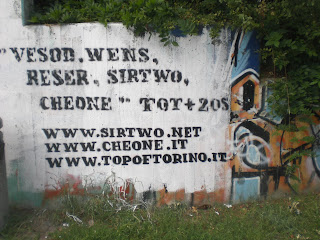 "VESOD, WENS,
RESER, SIRTWO,
CHEONE" TOT+ZOS
WWW.SIRTWO.NET
WWW.CHEONE.IT
WWW.TOPOFTORINO.IT